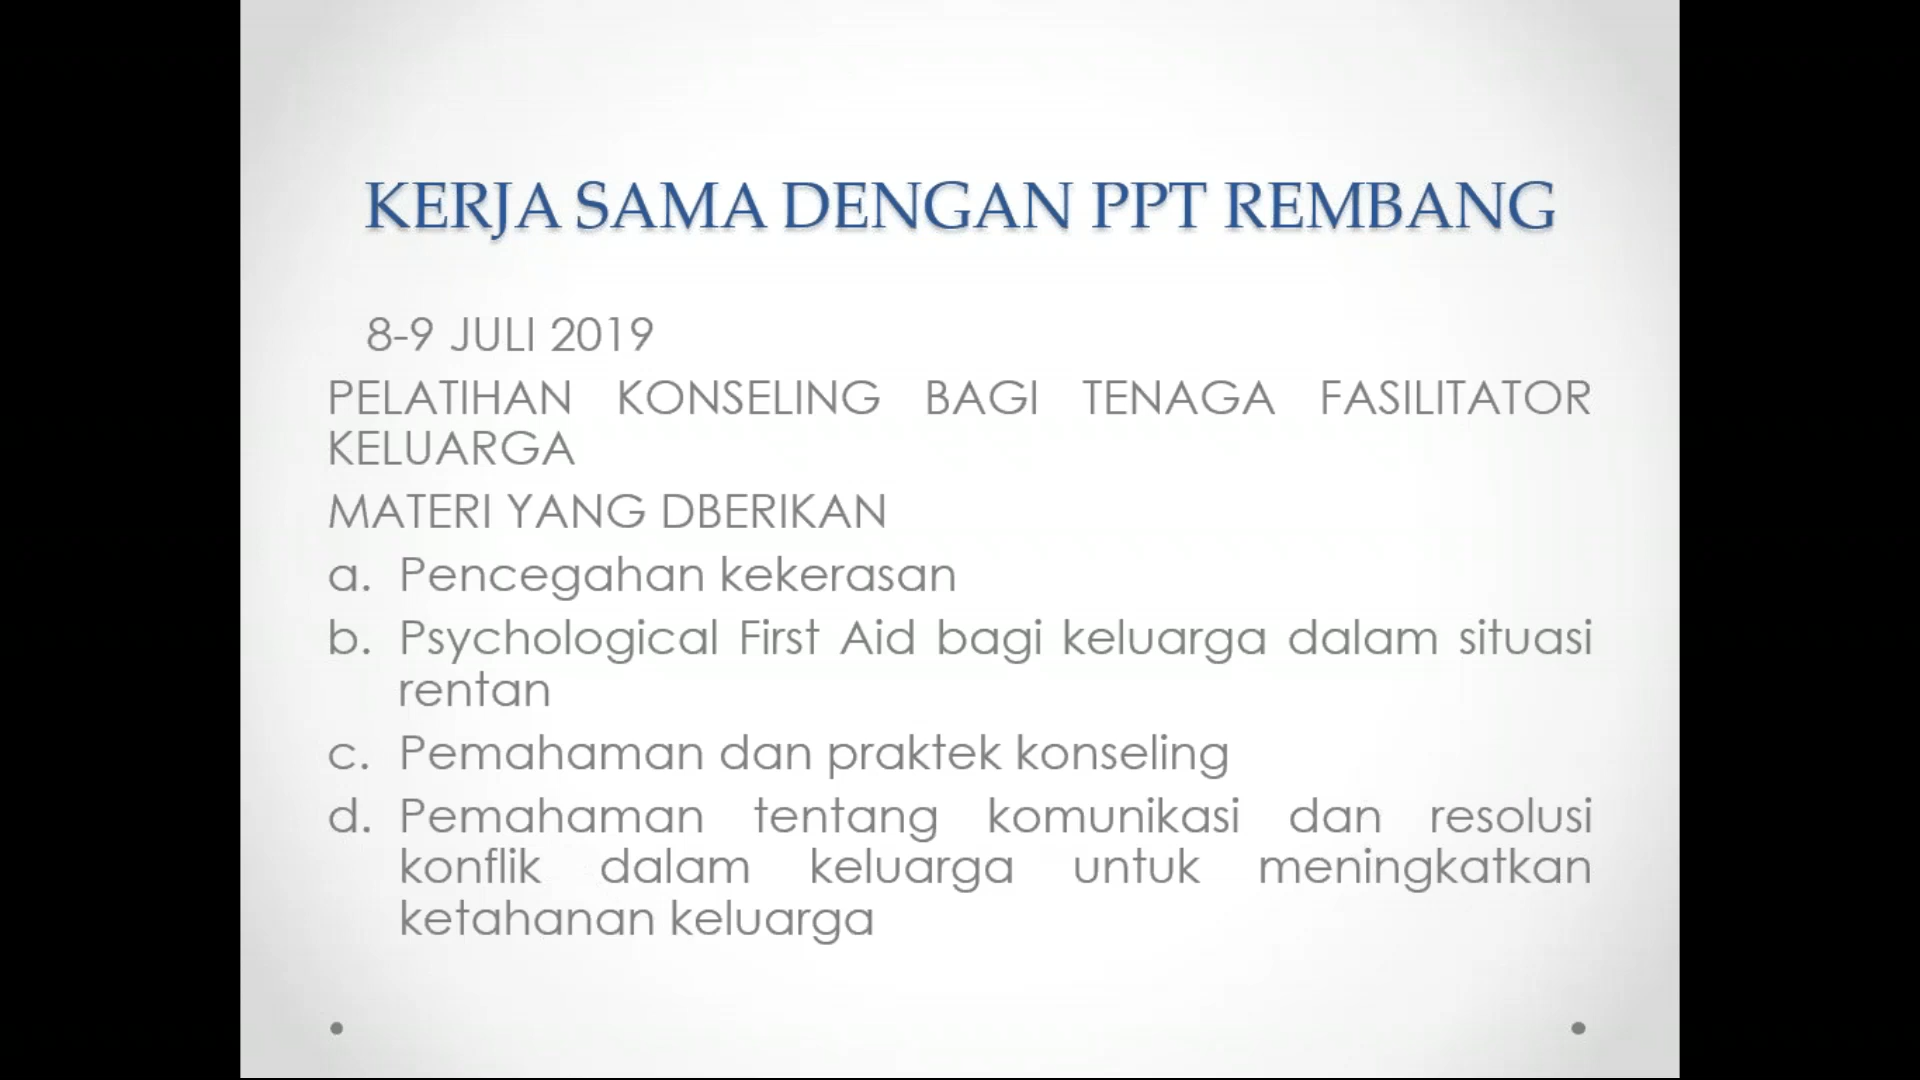 KERJA SAMA DENGAN PPT REMBANG
8-9 JULI 2019
PELATIHAN KONSELING BAGI TENAGA FASILITATOR
KELUARGA
MATERI YANG DBERIKAN
a. Pencegahan kekerasan
b. Psychological First Aid bagi keluarga dalam situasi
rentan
c. Pemahaman dan praktek konseling
d. Pemahaman tentang komunikasi dan resolusi
konflik dalam keluarga untuk meningkatkan
ketahanan keluarga